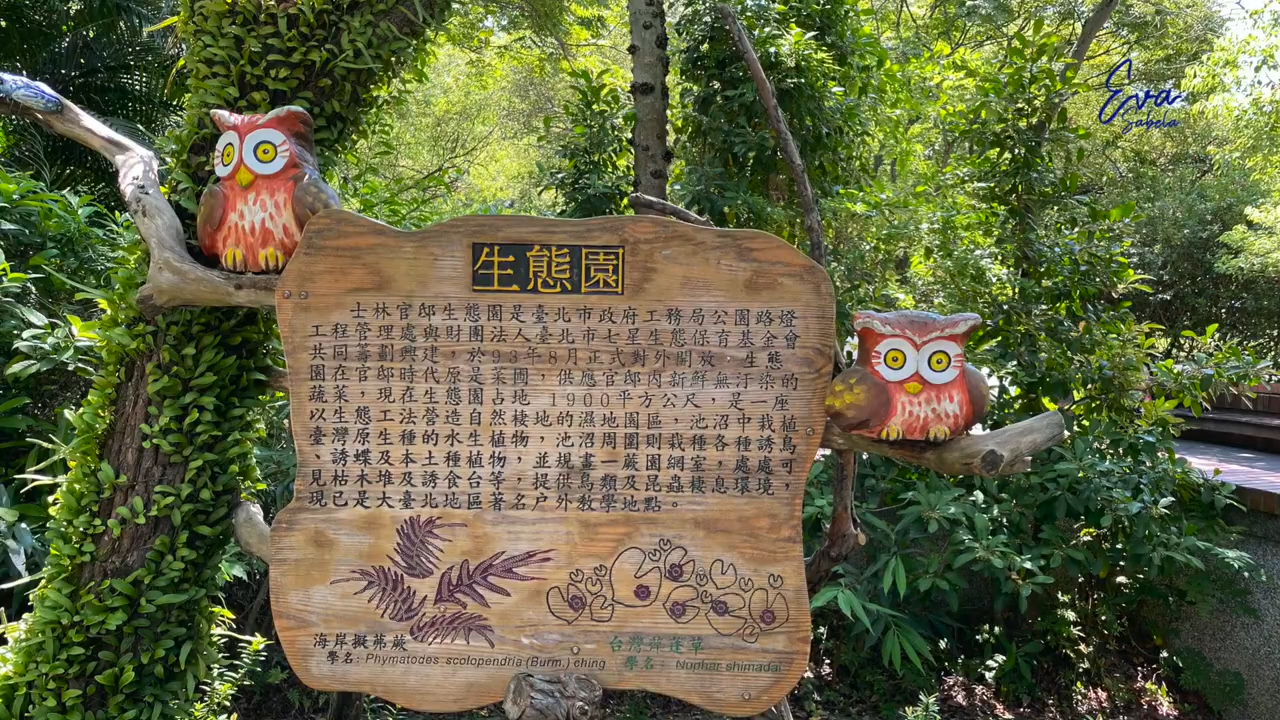 Eva
Sabela
生態園
士林官邸生態園是臺北市政府工務局公園路燈
工程管理處與財團法人臺北市七星生態保育基金會
共同籌劃興建，於93年8月正式對外開放．生態
園在官邸時代原是菜圃，供應官邸內新鮮無汙染的
蔬菜，現在生態園占地 1900平方公尺，是一座
以生態工法營造自然棲地的濕地園區，池沼中栽植
臺灣原生種的水生植物，池沼周圍則栽種各種誘鳥
、誘蝶及本土種植物，並規畫一蕨園網室，處處可
見枯木堆及誘食台等，提供鳥類及昆蟲棲息環境，
現已是大臺北地區著名戶外教學地點。
海岸擬茀蕨
學名：Phymatodes scolopendria (Burm.) ching
台灣萍蓬草
學名： Nuphar shimadai